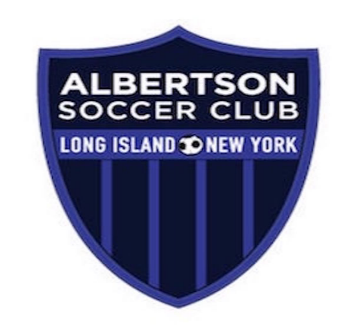 ALBERTSON
SOCCER CLUB
LONG ISLAND NEW YORK